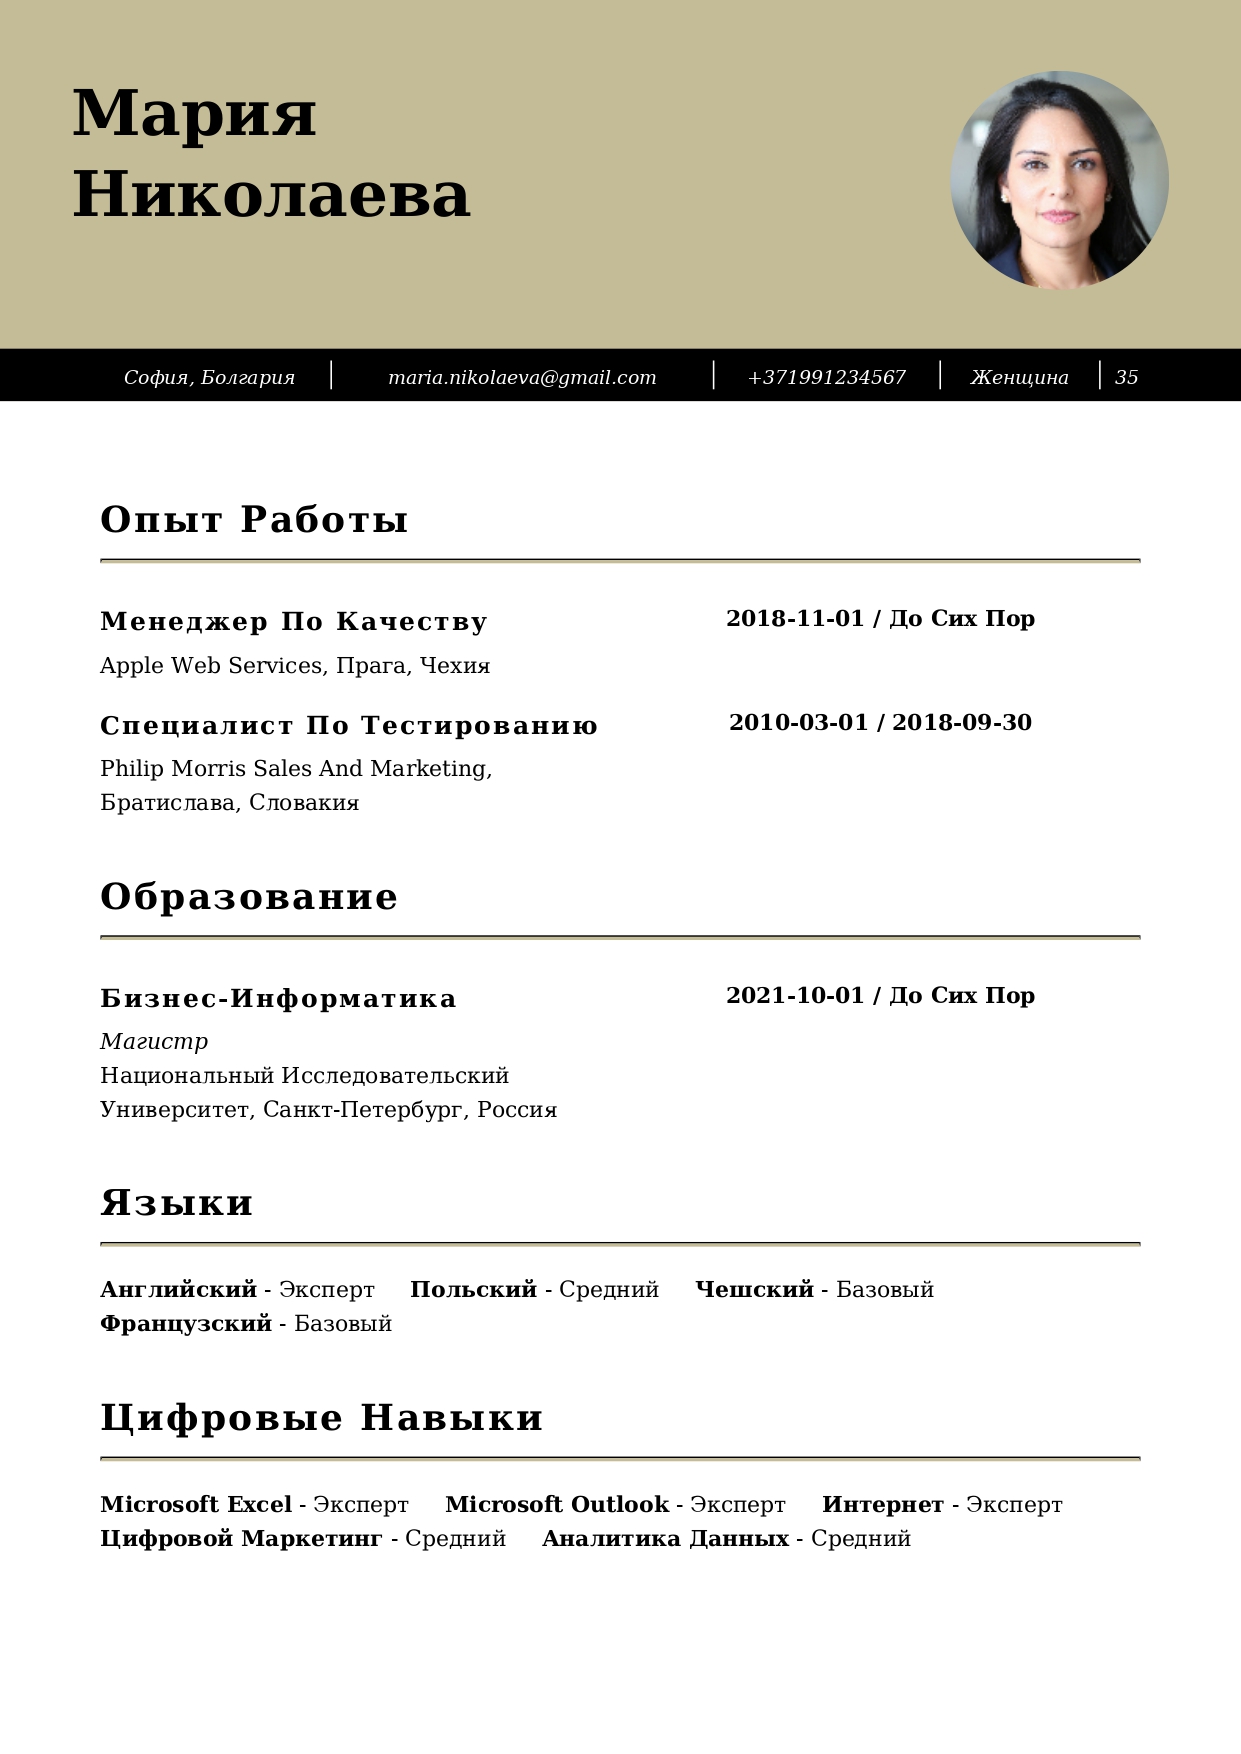 Мария
Николаева
София, Болгария maria.nikolaeva@gmail.com +371991234567 Женщина 35
Опыт Работы
Менеджер По Качеству 2018-11-01 / До Сих Пор
Apple Web Services, Прага, Чехия
Специалист По Тестированию 2010-03-01 / 2018-09-30
Philip Morris Sales And Marketing,
Братислава, Словакия
Образование
Бизнес-Информатика 2021-10-01 / До Сих Пор
Магистр
Национальный Исследовательский
Университет, Санкт-Петербург, Россия
Языки
Английский - Эксперт Польский - Средний Чешский - Базовый
Французский - Базовый
Цифровые Навыки
Microsoft Excel - Эксперт Microsoft Outlook - Эксперт Интернет - Эксперт
Цифровой Маркетинг - Средний Аналитика Данных - Средний